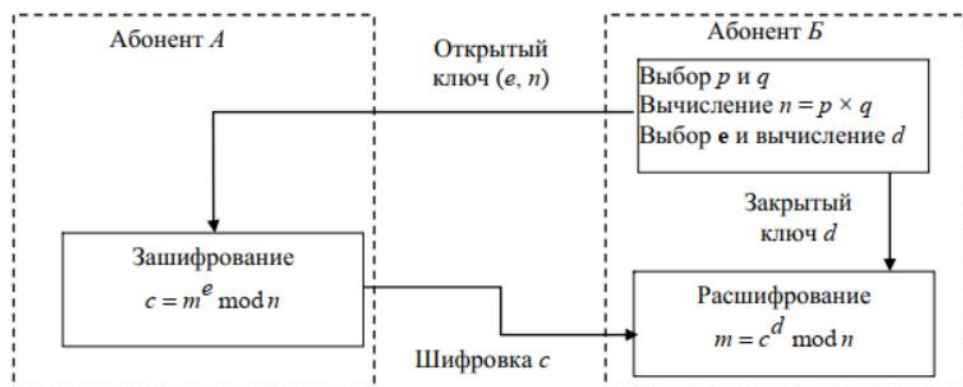 Абонент А
Открытый
ключ (e, n)
Абонент Б
Выбор p и q
Вычисление n = p × q
Выбор e и вычисление d
Закрытый
ключ d
Зашифрование
c = m^e mod n
Шифровка c
Расшифрование
m = c^d mod n